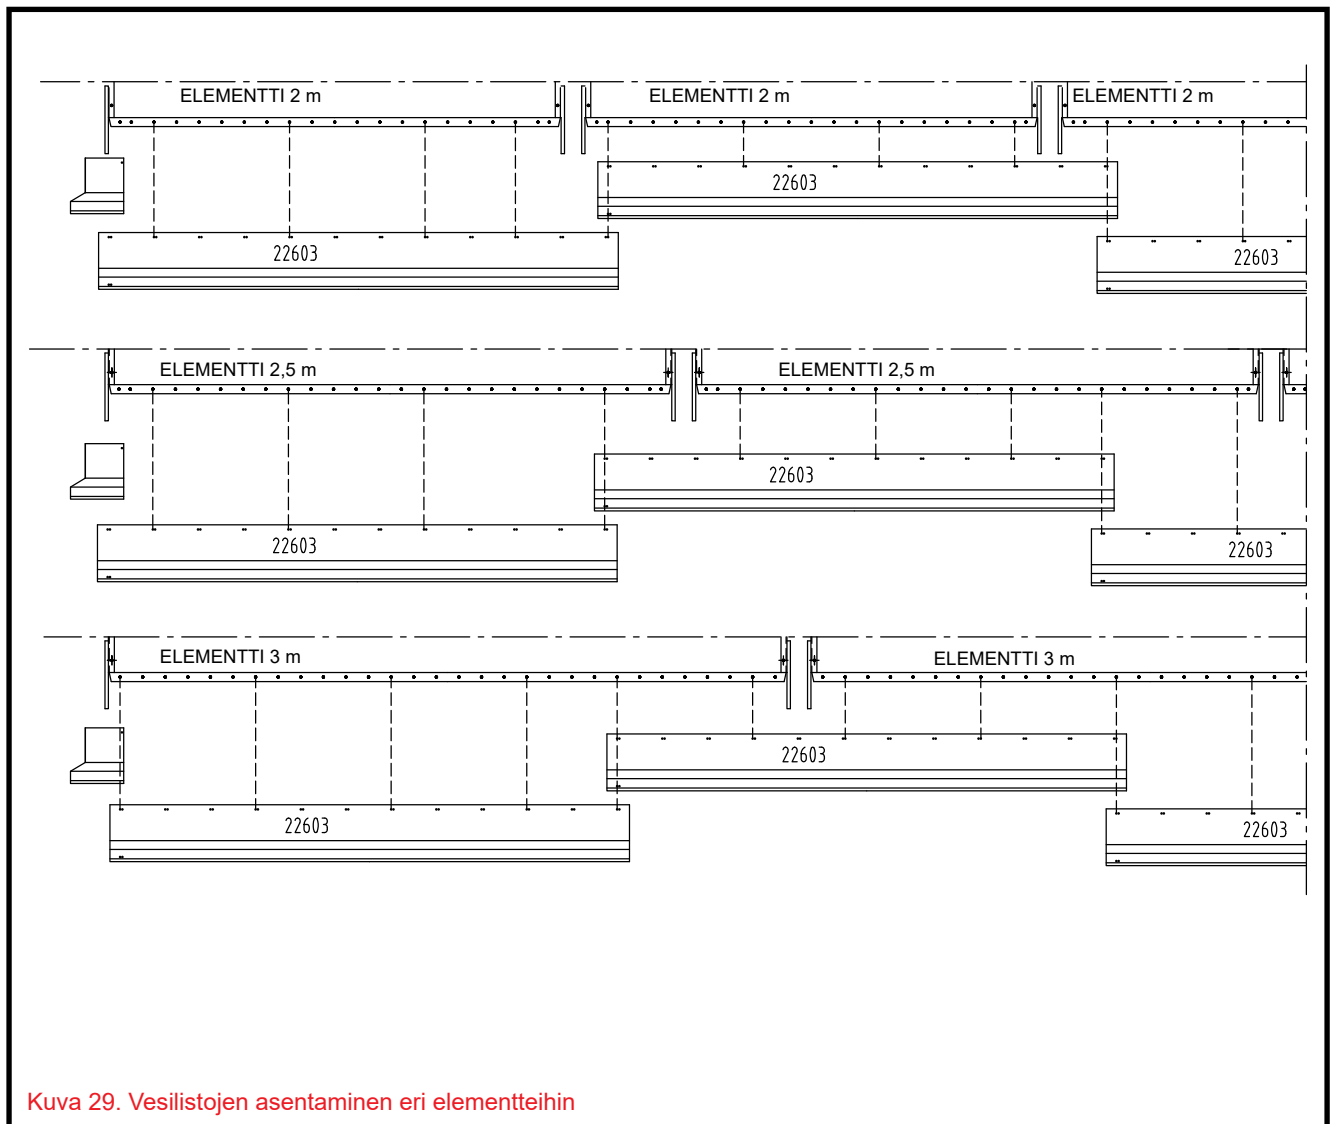 ELEMENTTI 2 m
ELEMENTTI 2 m
ELEMENTTI 2 m
22603
22603
22603
ELEMENTTI 2,5 m
ELEMENTTI 2,5 m
22603
22603
22603
ELEMENTTI 3 m
ELEMENTTI 3 m
22603
22603
22603
Kuva 29. Vesilistojen asentaminen eri elementteihin